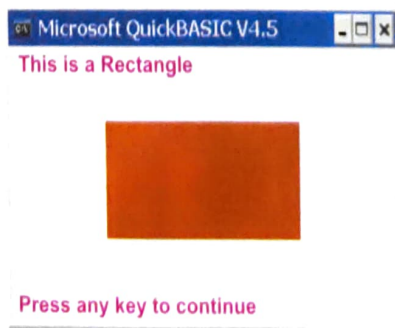 Microsoft QuickBASIC V4.5
This is a Rectangle
Press any key to continue